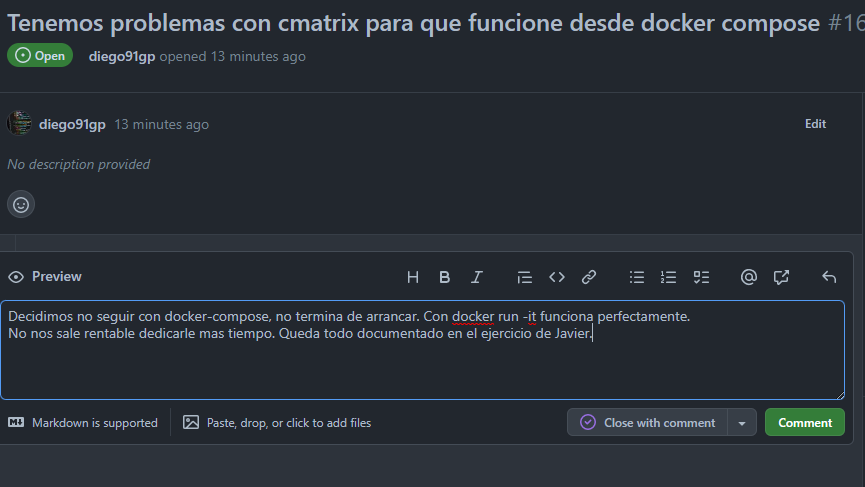 Tenemos problemas con cmatrix para que funcione desde docker compose #16
Open diego91gp opened 13 minutes ago
diego91gp 13 minutes ago Edit
No description provided
Preview
Decidimos no seguir con docker-compose, no termina de arrancar. Con docker run -it funciona perfectamente.
No nos sale rentable dedicarle mas tiempo. Queda todo documentado en el ejercicio de Javier.
Markdown is supported Paste, drop, or click to add files Close with comment Comment